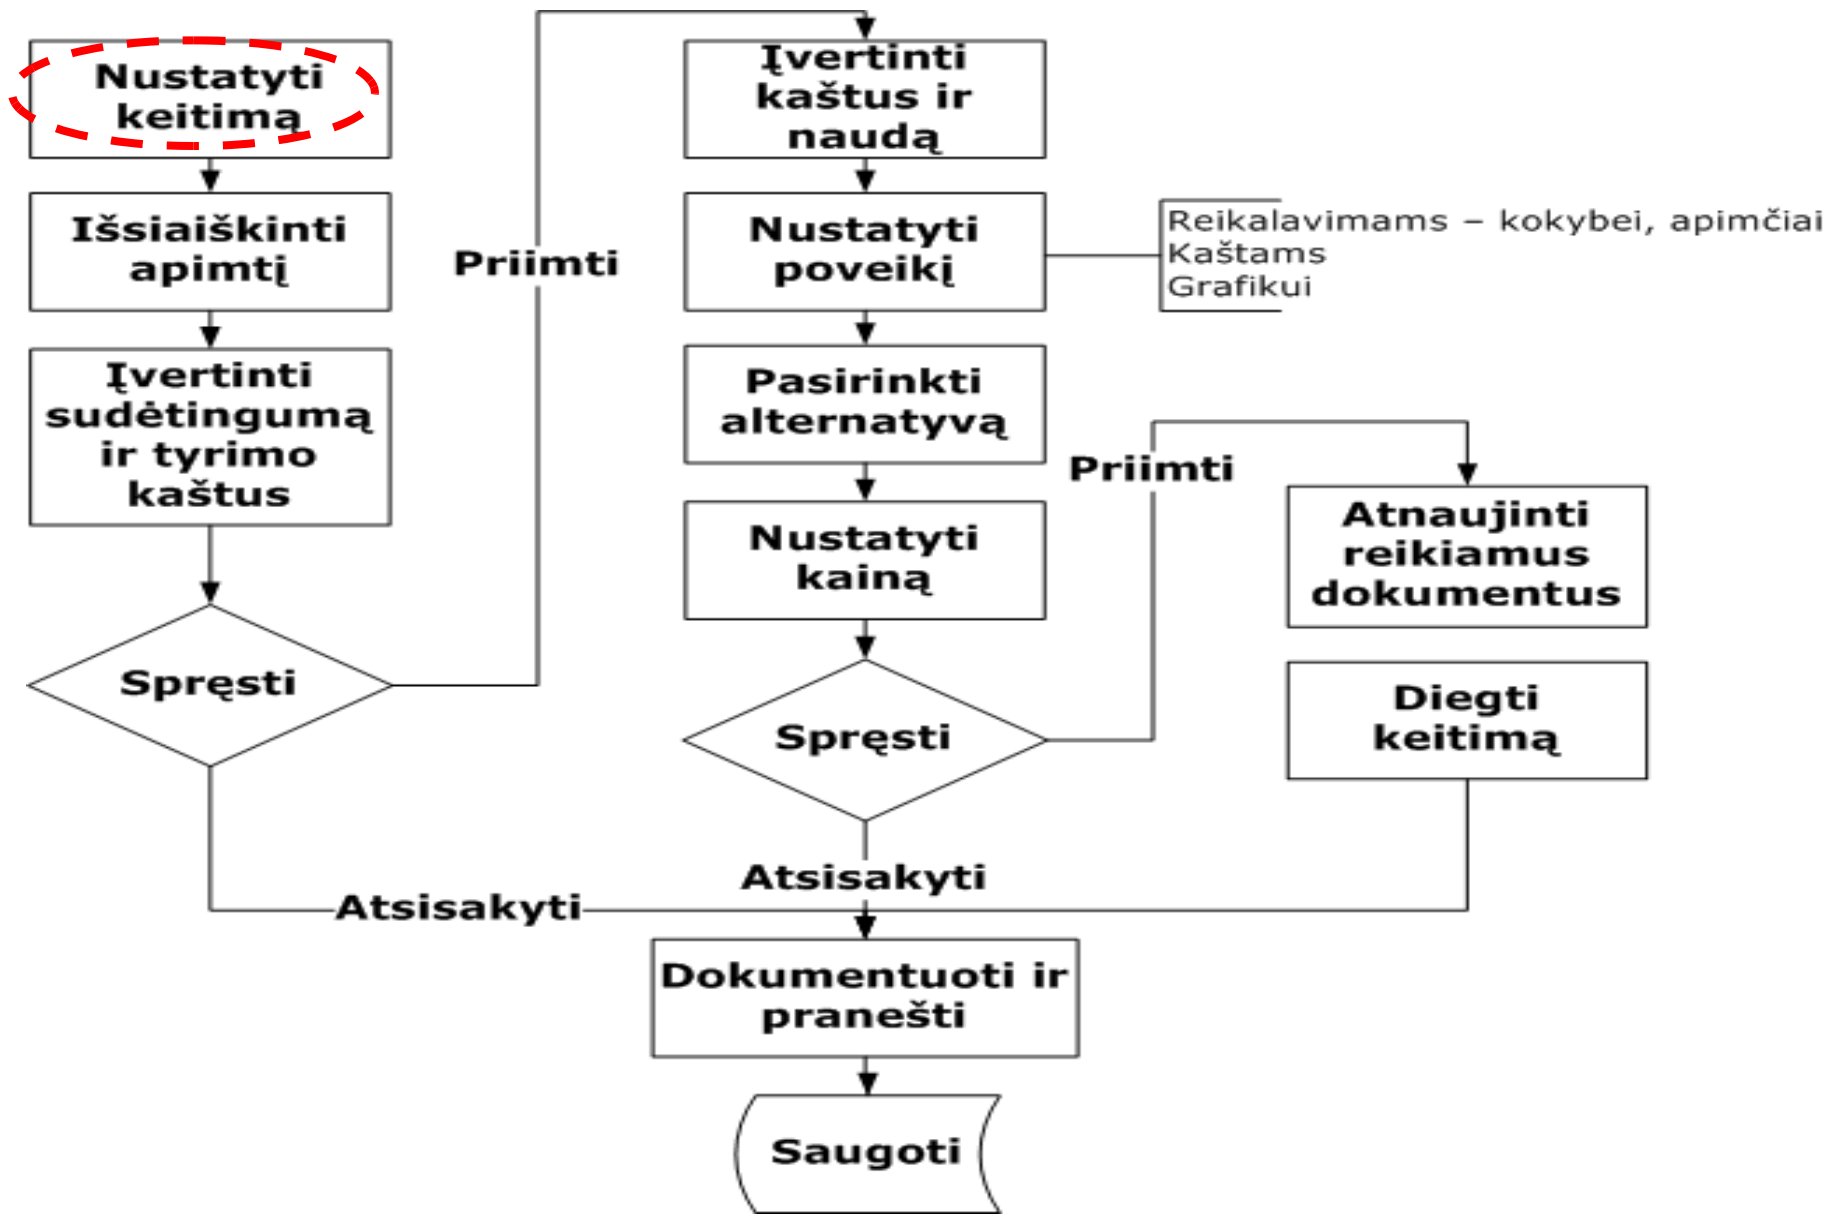 Nustatyti
keitimą
Išsiaiškinti
apimtį
Įvertinti
sudėtingumą
ir tyrimo
kaštus
Spręsti
Priimti
Atsisakyti
Įvertinti
kaštus ir
naudą
Nustatyti
poveikį
Reikalavimams – kokybei, apimčiai
Kaštams
Grafikui
Pasirinkti
alternatyvą
Nustatyti
kainą
Spręsti
Priimti
Atsisakyti
Atnaujinti
reikiamus
dokumentus
Diegti
keitimą
Dokumentuoti ir
pranešti
Saugoti